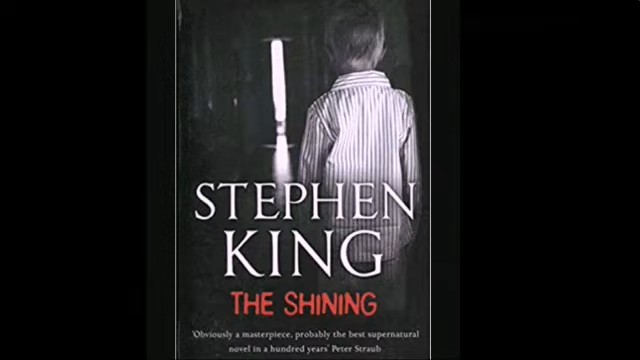 STEPHEN
KING
THE SHINING
'Obviously a masterpiece, probably the best supernatural
novel in a hundred years' Peter Straub